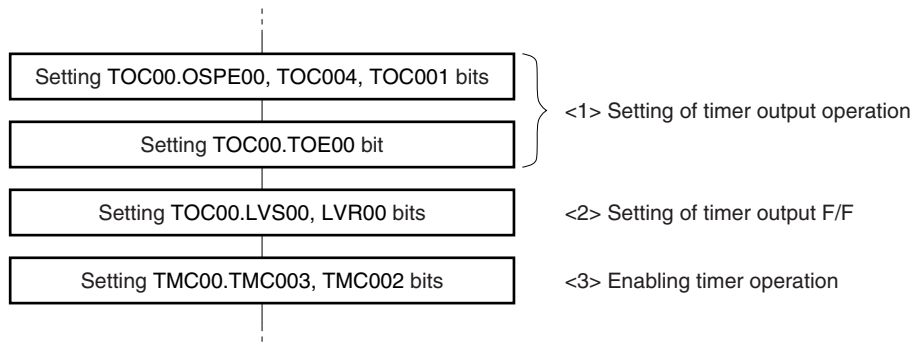 Setting TOC00.OSPE00, TOC004, TOC001 bits
<1> Setting of timer output operation
Setting TOC00.TOE00 bit
Setting TOC00.LVS00, LVR00 bits
<2> Setting of timer output F/F
Setting TMC00.TMC003, TMC002 bits
<3> Enabling timer operation